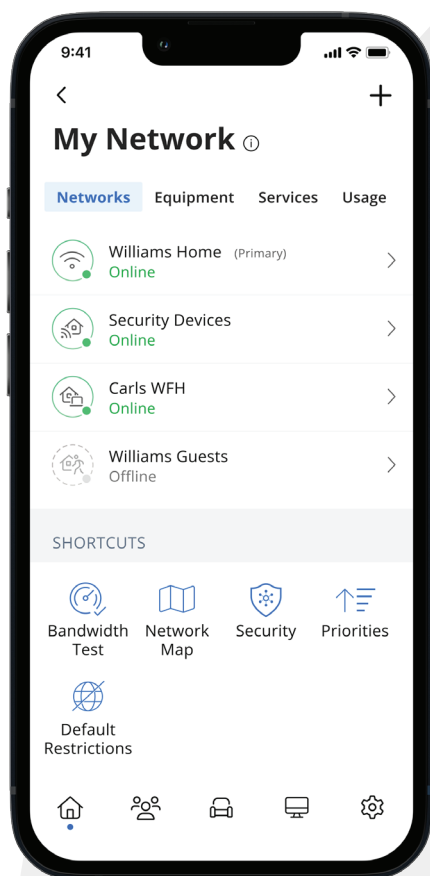 9:41
My Network
Networks Equipment Services Usage
Williams Home (Primary)
Online
Security Devices
Online
Carls WFH
Online
Williams Guests
Offline
SHORTCUTS
Bandwidth Test
Network Map
Security
Priorities
Default
Restrictions